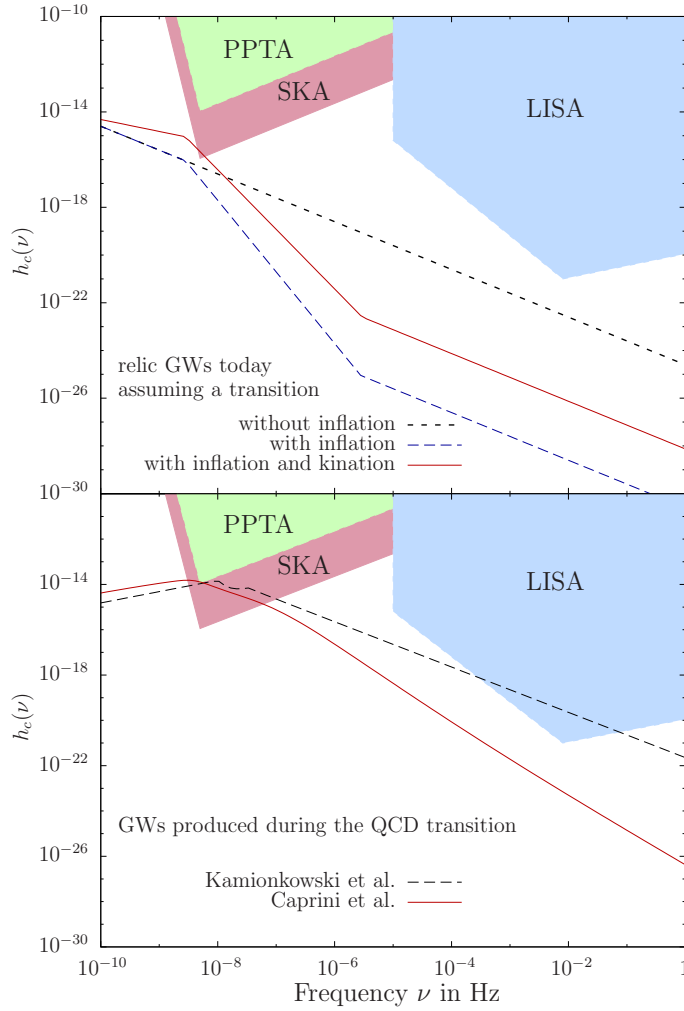 10^{-10}
10^{-14}
10^{-18}
10^{-22}
10^{-26}
10^{-30}
h_c(ν)
PPTA
SKA
LISA
relic GWs today
assuming a transition
without inflation
with inflation
with inflation and kination
10^{-14}
10^{-18}
10^{-22}
10^{-26}
10^{-30}
h_c(ν)
PPTA
SKA
LISA
GWs produced during the QCD transition
Kamionkowski et al.
Caprini et al.
10^{-10} 10^{-8} 10^{-6} 10^{-4} 10^{-2} 1
Frequency ν in Hz